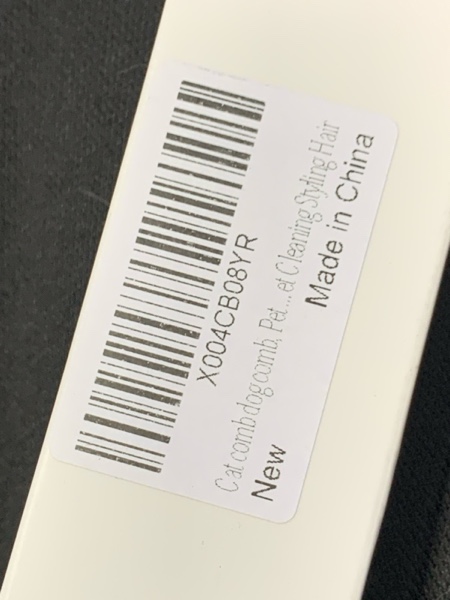 X004CB08YR
Cat comb dog comb, Pet... et Cleaning Styling Hair
New
Made in China